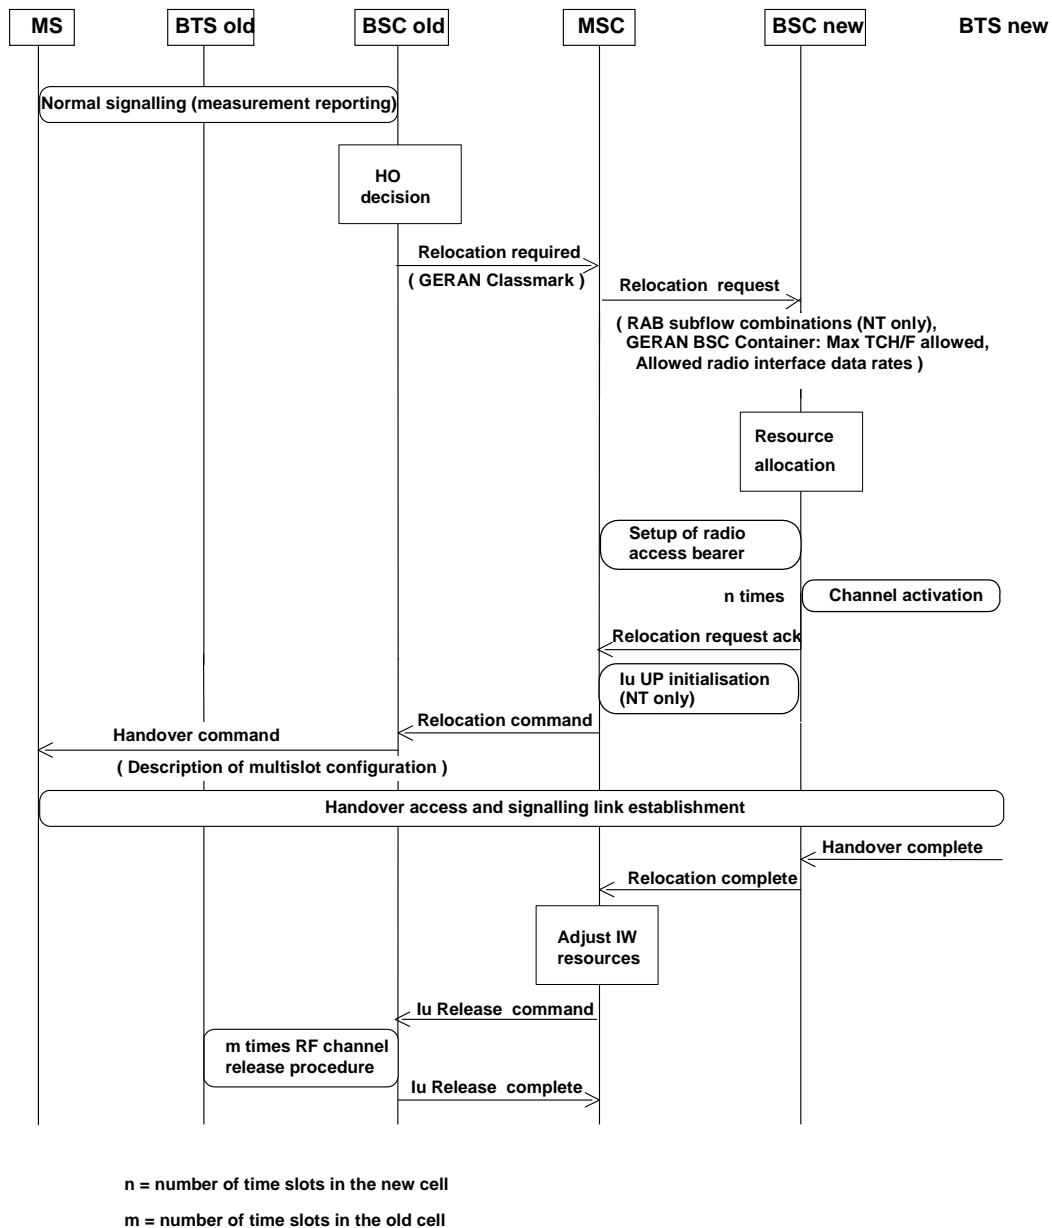 MS BTS old BSC old MSC BSC new BTS new
Normal signalling (measurement reporting)
HO
decision
Relocation required
( GERAN Classmark )
Relocation request
( RAB subflow combinations (NT only),
GERAN BSC Container: Max TCH/F allowed,
Allowed radio interface data rates )
Resource
allocation
Setup of radio
access bearer
n times
Channel activation
Relocation request ack
Iu UP initialisation
(NT only)
Relocation command
Handover command
( Description of multislot configuration )
Handover access and signalling link establishment
Handover complete
Relocation complete
Adjust IW
resources
Iu Release command
m times RF channel
release procedure
Iu Release complete
n = number of time slots in the new cell
m = number of time slots in the old cell